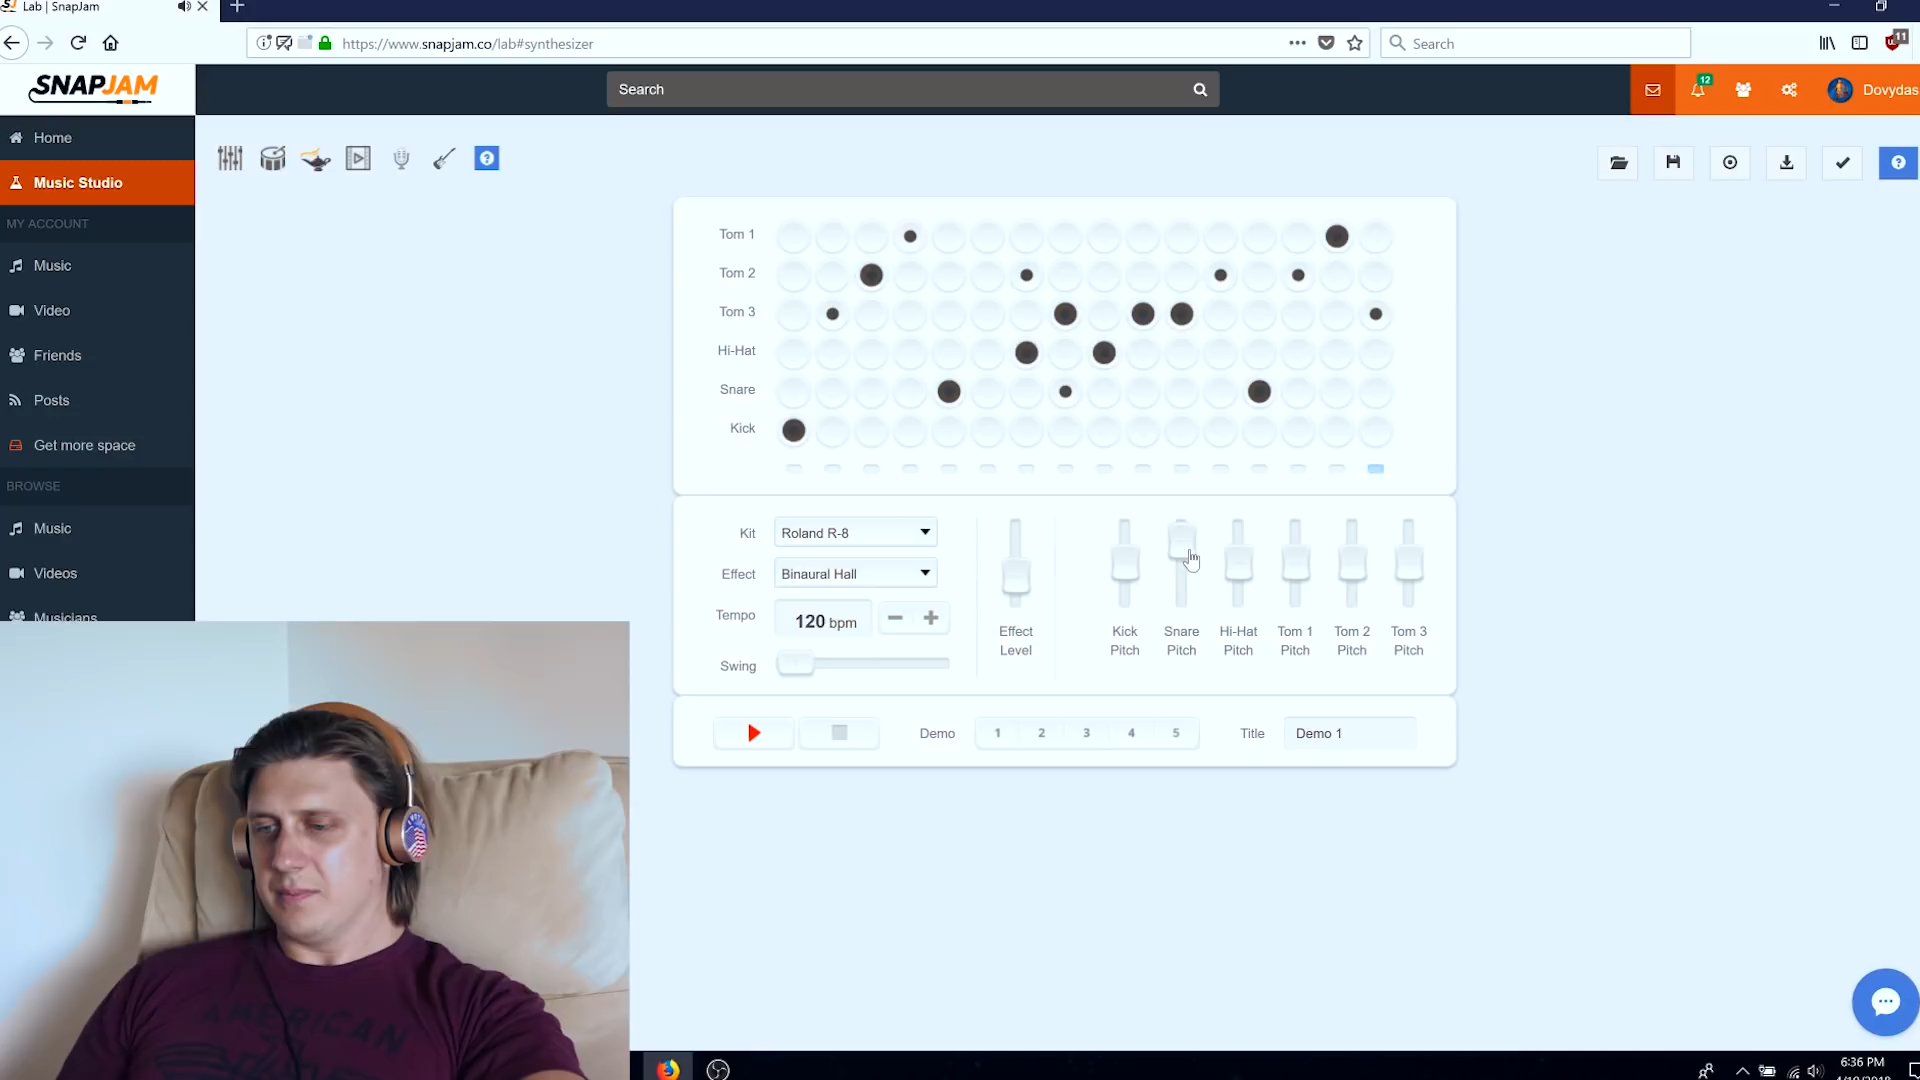 Lab | SnapJam
https://www.snapjam.co/lab#synthesizer
Search
11
SNAPJAM
Search
12
Dovydas
Home
Music Studio
MY ACCOUNT
Music
Video
Friends
Posts
Get more space
BROWSE
Music
Videos
Musicians
Tom 1
Tom 2
Tom 3
Hi-Hat
Snare
Kick
Kit
Roland R-8
Effect
Binaural Hall
Tempo
120 bpm
Swing
Effect
Level
Kick
Pitch
Snare
Pitch
Hi-Hat
Pitch
Tom 1
Pitch
Tom 2
Pitch
Tom 3
Pitch
Demo
1 2 3 4 5
Title
Demo 1
AMERICAN
6:36 PM